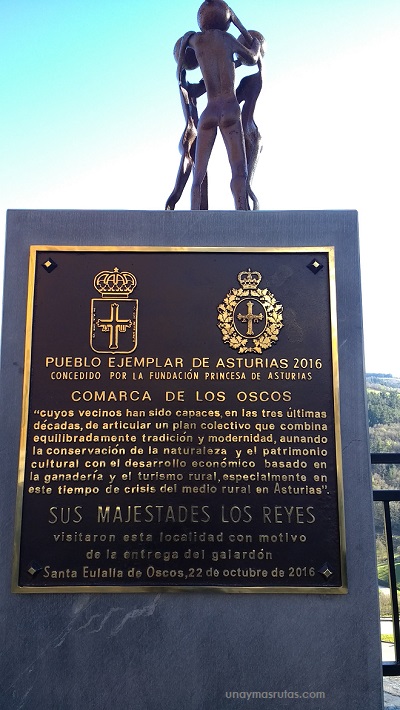 PUEBLO EJEMPLAR DE ASTURIAS 2016
CONCEDIDO POR LA FUNDACIÓN PRINCESA DE ASTURIAS
COMARCA DE LOS OSCOS
"cuyos vecinos han sido capaces, en las tres últimas
décadas, de articular un plan colectivo que combina
equilibradamente tradición y modernidad, aunando
la conservación de la naturaleza y el patrimonio
cultural con el desarrollo económico basado en
la ganadería y el turismo rural, especialmente en
este tiempo de crisis del medio rural en Asturias".
SUS MAJESTADES LOS REYES
visitaron esta localidad con motivo
de la entrega del galardón
Santa Eulalia de Oscos, 22 de octubre de 2016
unaymasrutas.com